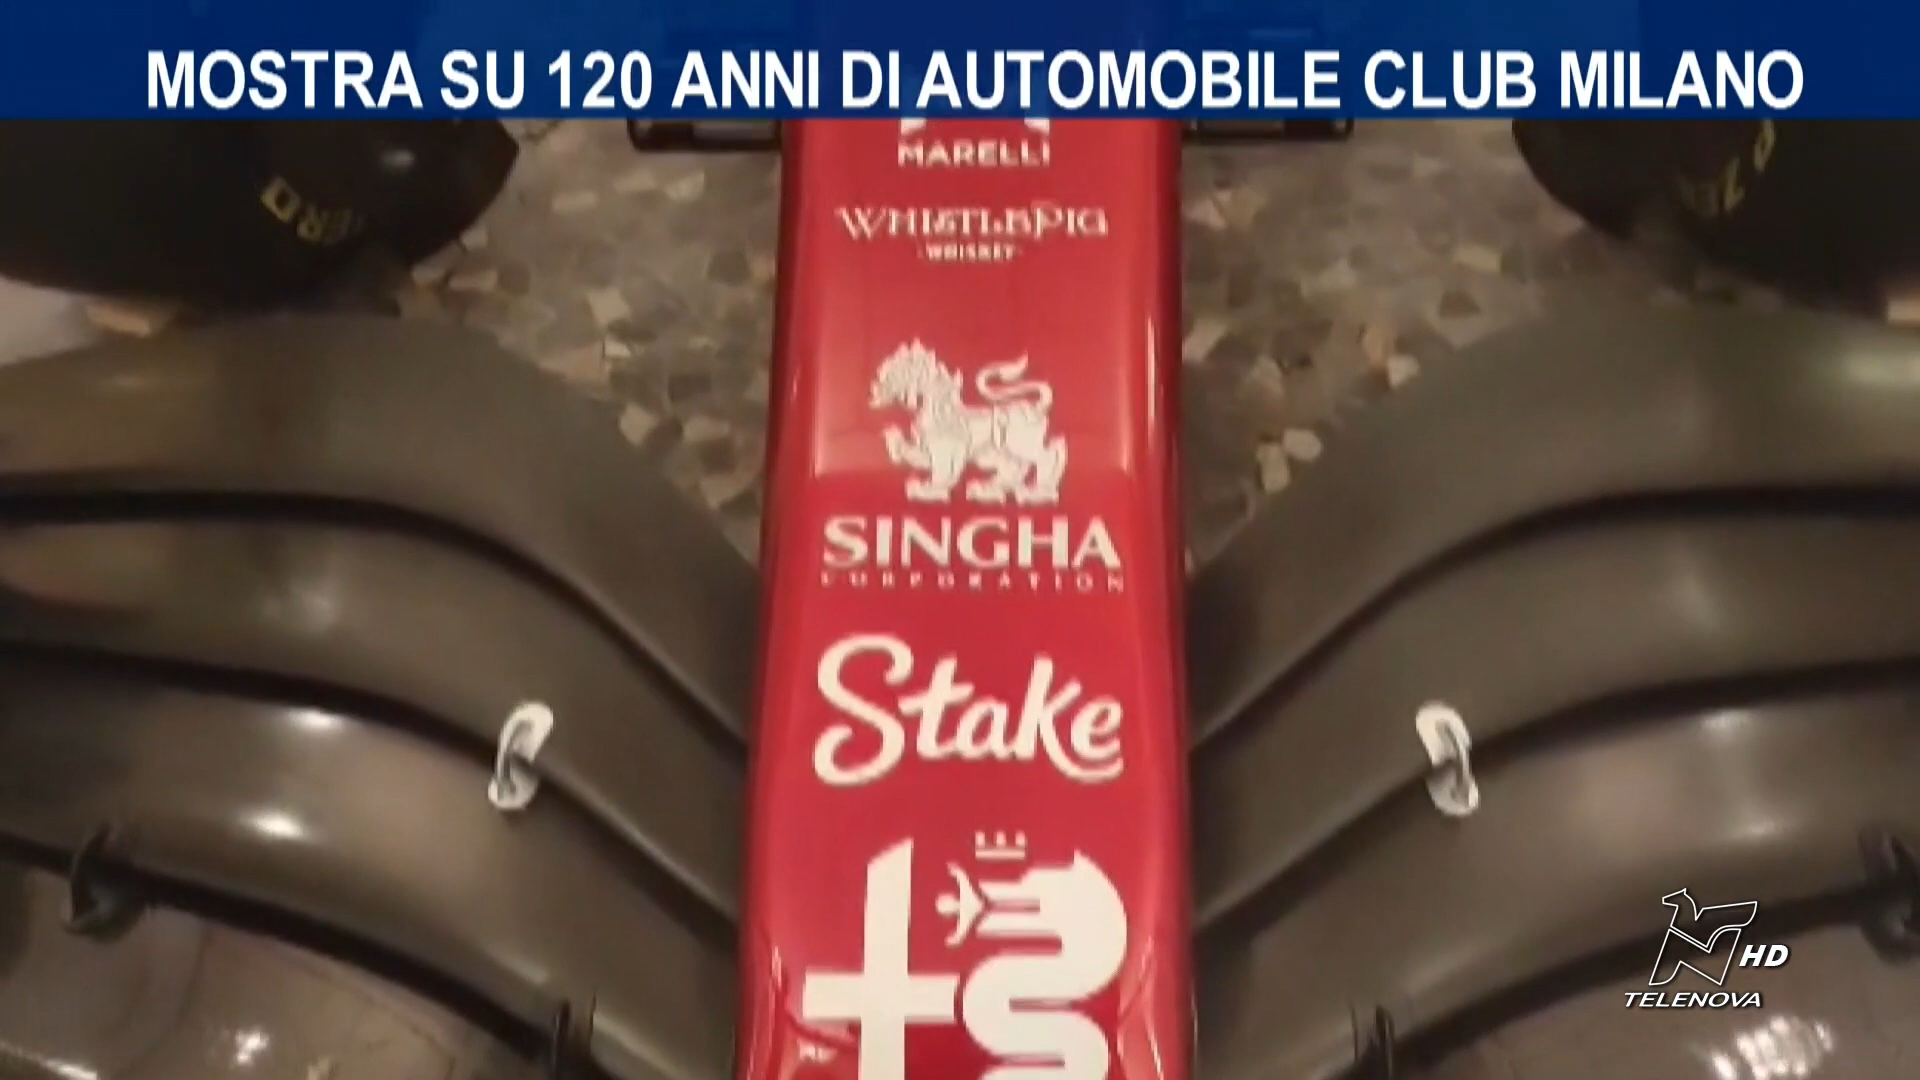 MOSTRA SU 120 ANNI DI AUTOMOBILE CLUB MILANO
MARELLI
WHISTLEPIG
WHISKEY
SINGHA
CORPORATION
Stake
HD
TELENOVA